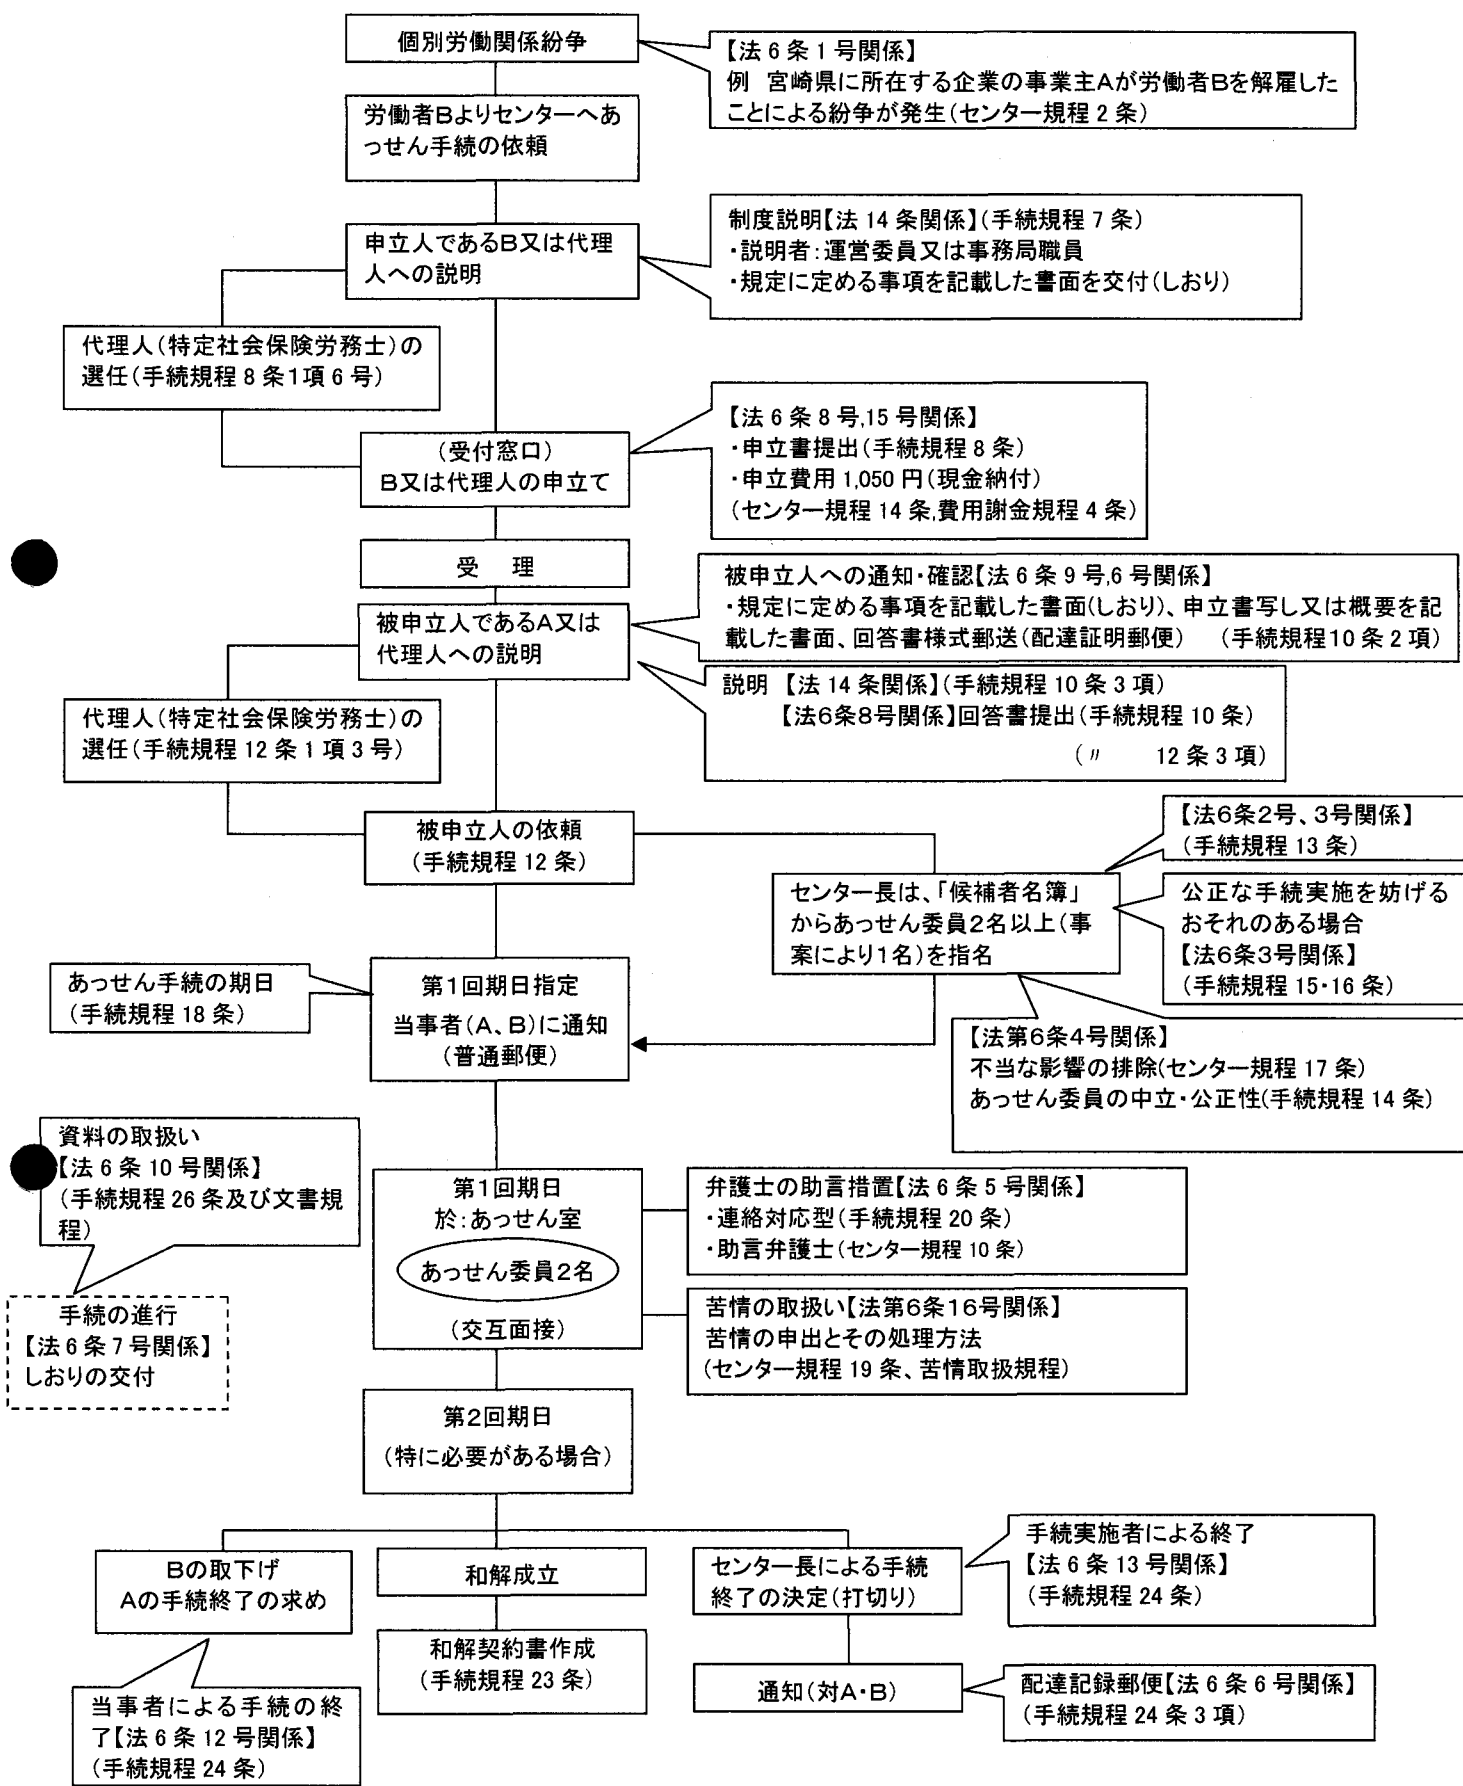 個別労働関係紛争
【法6条1号関係】
例　宮崎県に所在する企業の事業主Aが労働者Bを解雇した
ことによる紛争が発生(センター規程2条)
労働者Bよりセンターへあ
っせん手続の依頼
制度説明【法14条関係】(手続規程7条)
・説明者:運営委員又は事務局職員
・規定に定める事項を記載した書面を交付(しおり)
申立人であるB又は代理
人への説明
代理人(特定社会保険労務士)の
選任(手続規程8条1項6号)
【法6条8号,15号関係】
・申立書提出(手続規程8条)
・申立費用1,050円(現金納付)
(センター規程14条,費用謝金規程4条)
(受付窓口)
B又は代理人の申立て
受　理
被申立人への通知・確認【法6条9号,6号関係】
・規定に定める事項を記載した書面(しおり)、申立書写し又は概要を記
載した書面、回答書様式郵送(配達証明郵便)　(手続規程10条2項)
被申立人であるA又は
代理人への説明
説明 【法14条関係】(手続規程10条3項)
【法6条8号関係】回答書提出(手続規程10条)
(〃　12条3項)
代理人(特定社会保険労務士)の
選任(手続規程12条1項3号)
被申立人の依頼
(手続規程12条)
【法6条2号、3号関係】
(手続規程13条)
センター長は、「候補者名簿」
からあっせん委員2名以上(事
案により1名)を指名
公正な手続実施を妨げる
おそれのある場合
【法6条3号関係】
(手続規程15・16条)
あっせん手続の期日
(手続規程18条)
第1回期日指定
当事者(A、B)に通知
(普通郵便)
【法第6条4号関係】
不当な影響の排除(センター規程17条)
あっせん委員の中立・公正性(手続規程14条)
資料の取扱い
【法6条10号関係】
(手続規程26条及び文書規
程)
第1回期日
於:あっせん室
あっせん委員2名
(交互面接)
弁護士の助言措置【法6条5号関係】
・連絡対応型(手続規程20条)
・助言弁護士(センター規程10条)
手続の進行
【法6条7号関係】
しおりの交付
苦情の取扱い【法第6条16号関係】
苦情の申出とその処理方法
(センター規程19条、苦情取扱規程)
第2回期日
(特に必要がある場合)
Bの取下げ
Aの手続終了の求め
和解成立
センター長による手続
終了の決定(打切り)
手続実施者による終了
【法6条13号関係】
(手続規程24条)
和解契約書作成
(手続規程23条)
通知(対A・B)
配達記録郵便【法6条6号関係】
(手続規程24条3項)
当事者による手続の終
了【法6条12号関係】
(手続規程24条)